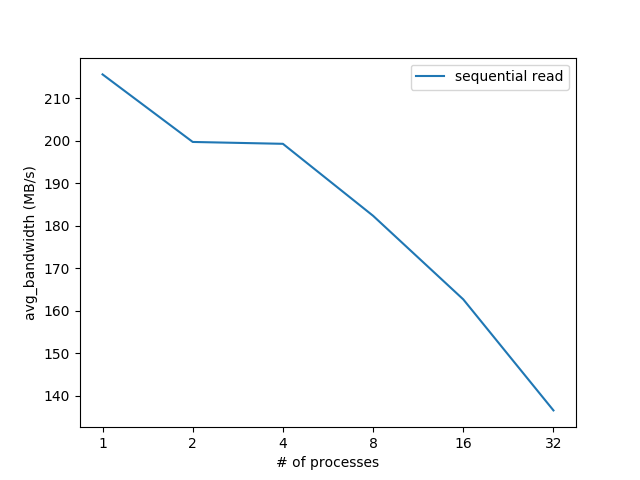 sequential read
210
200
190
180
170
160
150
140
avg_bandwidth (MB/s)
1 2 4 8 16 32
# of processes